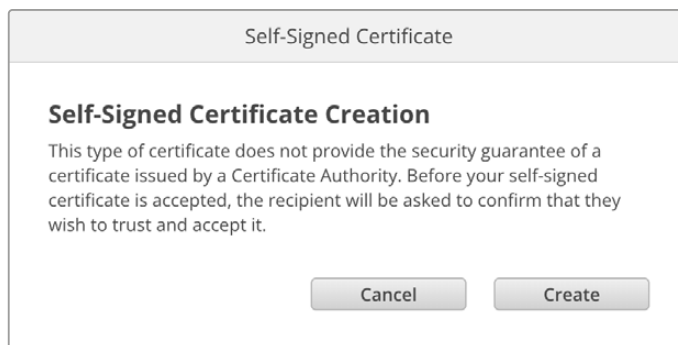 Self-Signed Certificate
Self-Signed Certificate Creation
This type of certificate does not provide the security guarantee of a
certificate issued by a Certificate Authority. Before your self-signed
certificate is accepted, the recipient will be asked to confirm that they
wish to trust and accept it.
Cancel Create